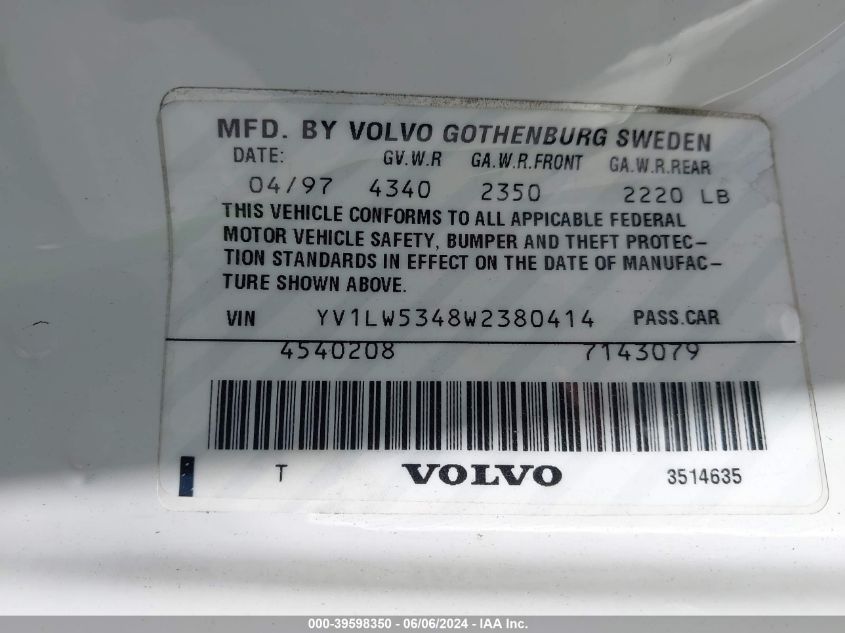 MFD. BY VOLVO GOTHENBURG SWEDEN
DATE: GV.W.R GA.W.R.FRONT GA.W.R.REAR
04/97 4340 2350 2220 LB
THIS VEHICLE CONFORMS TO ALL APPICABLE FEDERAL
MOTOR VEHICLE SAFETY, BUMPER AND THEFT PROTEC-
TION STANDARDS IN EFFECT ON THE DATE OF MANUFAC-
TURE SHOWN ABOVE.
VIN YV1LW5348W2380414 PASS.CAR
4540208 7143079
T VOLVO 3514635
000-39598350 - 06/06/2024 - IAA Inc.